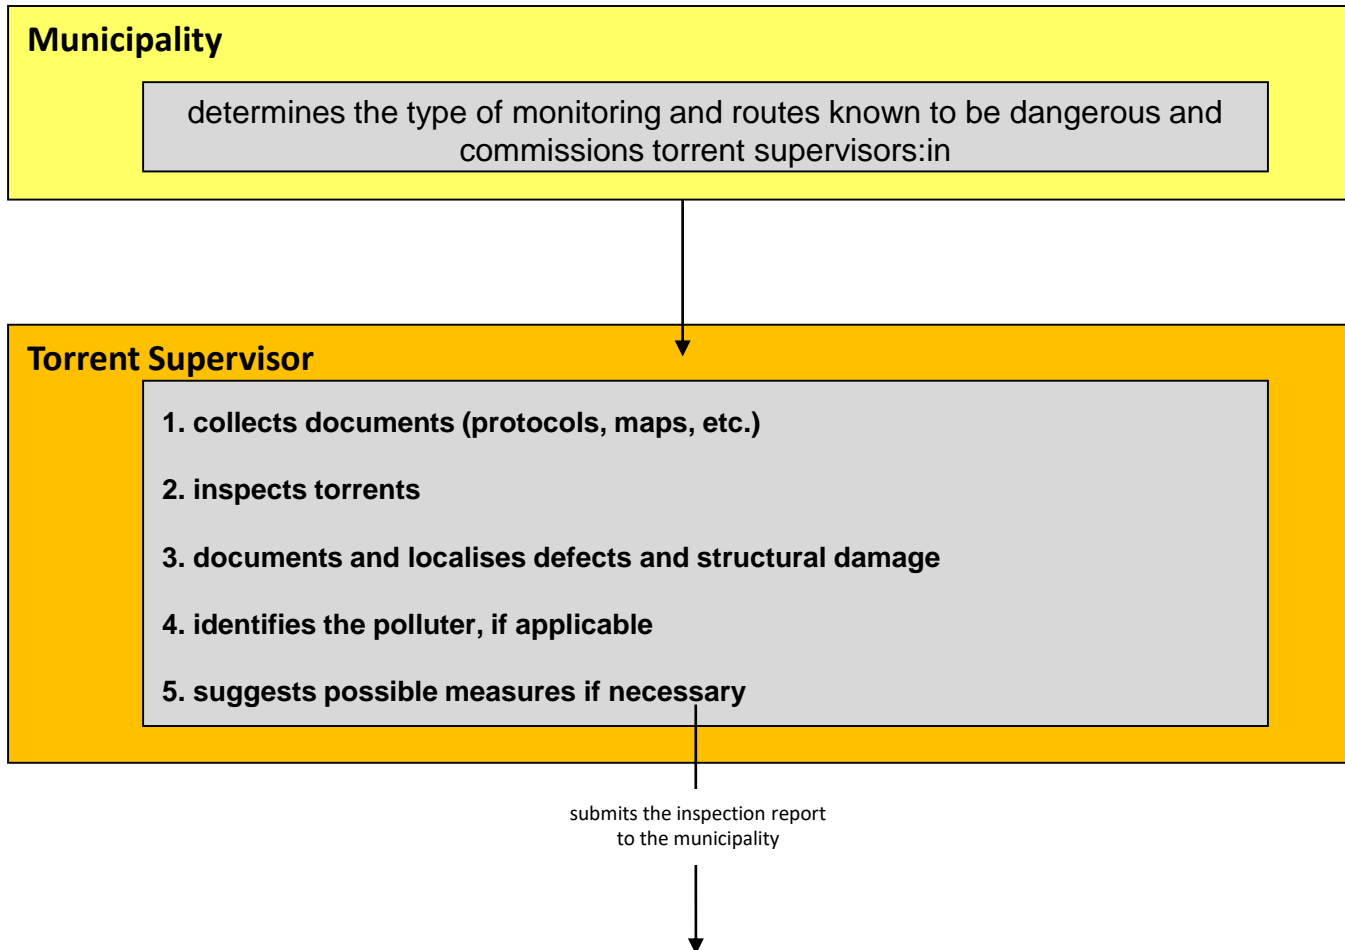 Municipality
determines the type of monitoring and routes known to be dangerous and
commissions torrent supervisors:in
Torrent Supervisor
1. collects documents (protocols, maps, etc.)
2. inspects torrents
3. documents and localises defects and structural damage
4. identifies the polluter, if applicable
5. suggests possible measures if necessary
submits the inspection report
to the municipality